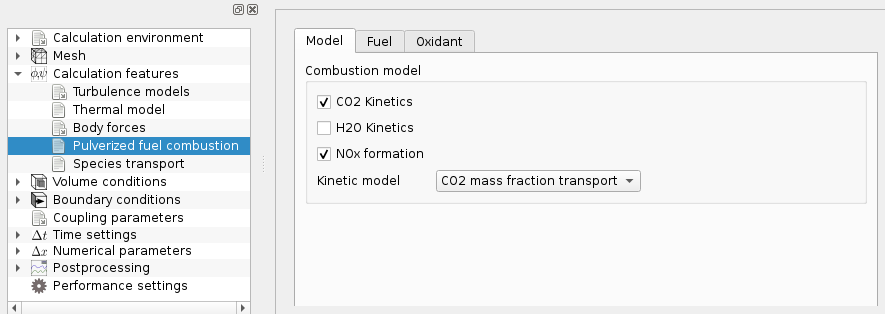 Calculation environment
Mesh
φ,ψ Calculation features
Turbulence models
Thermal model
Body forces
Pulverized fuel combustion
Species transport
Volume conditions
Boundary conditions
Coupling parameters
Δt Time settings
Δx Numerical parameters
Postprocessing
Performance settings
Model Fuel Oxidant
Combustion model
CO2 Kinetics
H2O Kinetics
NOx formation
Kinetic model CO2 mass fraction transport